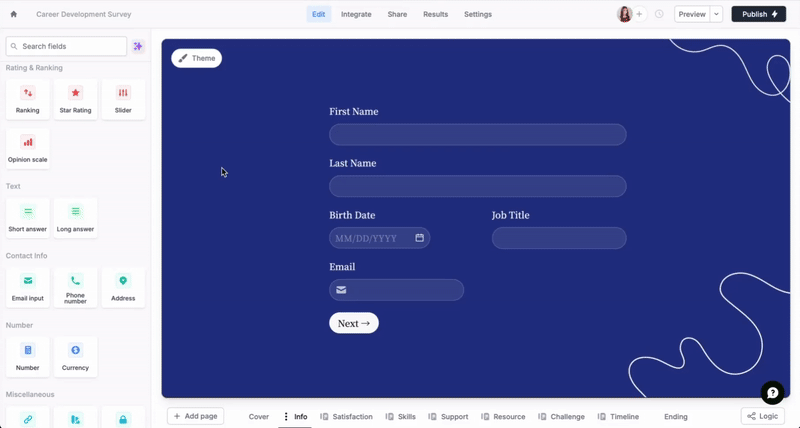 Career Development Survey
Edit
Integrate
Share
Results
Settings
Preview
Publish
Search fields
Rating & Ranking
Ranking
Star Rating
Slider
Opinion scale
Text
Short answer
Long answer
Contact Info
Email input
Phone number
Address
Number
Number
Currency
Miscellaneous
Theme
First Name
Last Name
Birth Date
Job Title
MM/DD/YYYY
Email
Next →
+ Add page
Cover
Info
Satisfaction
Skills
Support
Resource
Challenge
Timeline
Ending
Logic